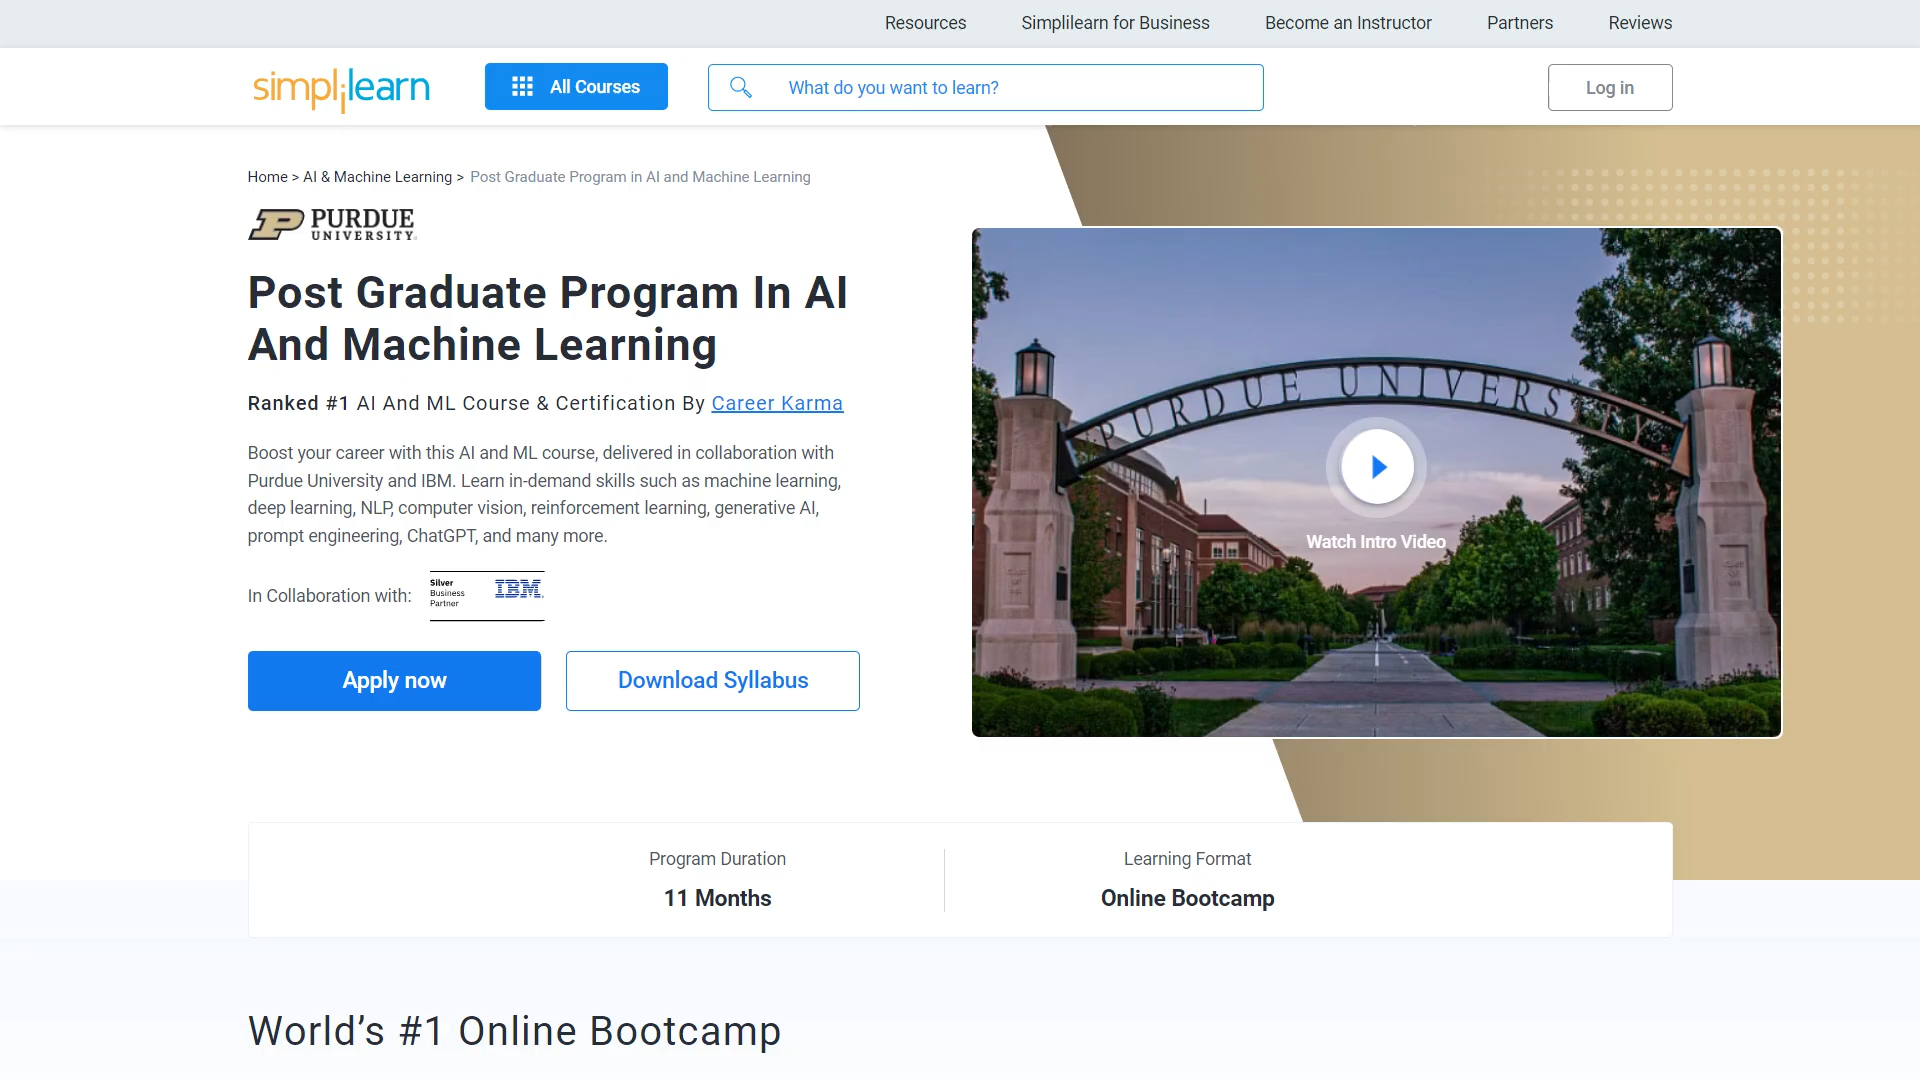 Resources Simplilearn for Business Become an Instructor Partners Reviews
simplilearn All Courses What do you want to learn? Log in
Home > AI & Machine Learning > Post Graduate Program in AI and Machine Learning
PURDUE
UNIVERSITY
Post Graduate Program In AI
And Machine Learning
Ranked #1 AI And ML Course & Certification By Career Karma
Boost your career with this AI and ML course, delivered in collaboration with
Purdue University and IBM. Learn in-demand skills such as machine learning,
deep learning, NLP, computer vision, reinforcement learning, generative AI,
prompt engineering, ChatGPT, and many more.
In Collaboration with:
Silver
Business
Partner
IBM
Apply now Download Syllabus
PURDUE UNIVERSITY
Watch Intro Video
Program Duration
11 Months
Learning Format
Online Bootcamp
World’s #1 Online Bootcamp